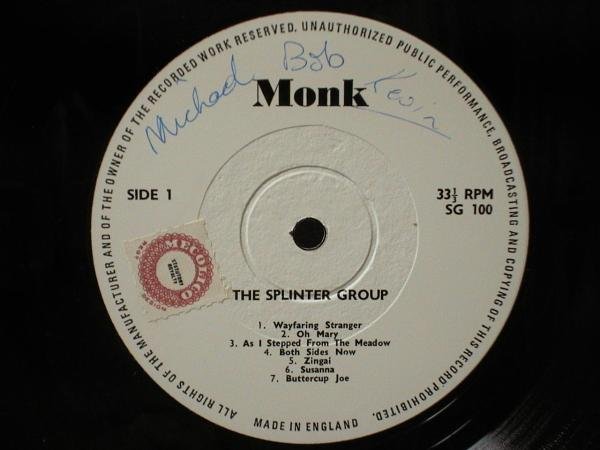 ALL RIGHTS OF THE MANUFACTURER AND OF THE OWNER OF THE RECORDED WORK RESERVED. UNAUTHORIZED PUBLIC PERFORMANCE, BROADCASTING AND COPYING OF THIS RECORD PROHIBITED.
Michael Bob Kevin
Monk
SIDE 1
33⅓ RPM
SG 100
MECOLICO
THE SPLINTER GROUP
1. Wayfaring Stranger
2. Oh Mary
3. As I Stepped From The Meadow
4. Both Sides Now
5. Zingai
6. Susanna
7. Buttercup Joe
MADE IN ENGLAND